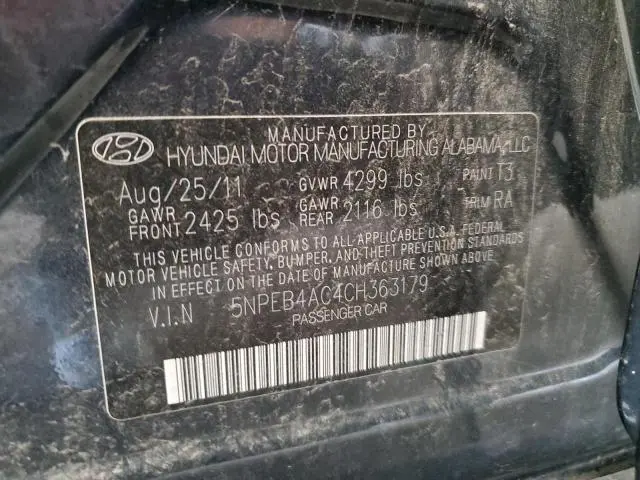 MANUFACTURED BY
HYUNDAI MOTOR MANUFACTURING ALABAMA, LLC
Aug/25/11 GVWR 4299 lbs PAINT T3
GAWR FRONT 2425 lbs GAWR REAR 2116 lbs TRIM RA
THIS VEHICLE CONFORMS TO ALL APPLICABLE U.S.A. FEDERAL
MOTOR VEHICLE SAFETY, BUMPER, AND THEFT PREVENTION STANDARDS
IN EFFECT ON THE DATE OF MANUFACTURE SHOWN ABOVE.
V.I.N 5NPEB4AC4CH363179
PASSENGER CAR